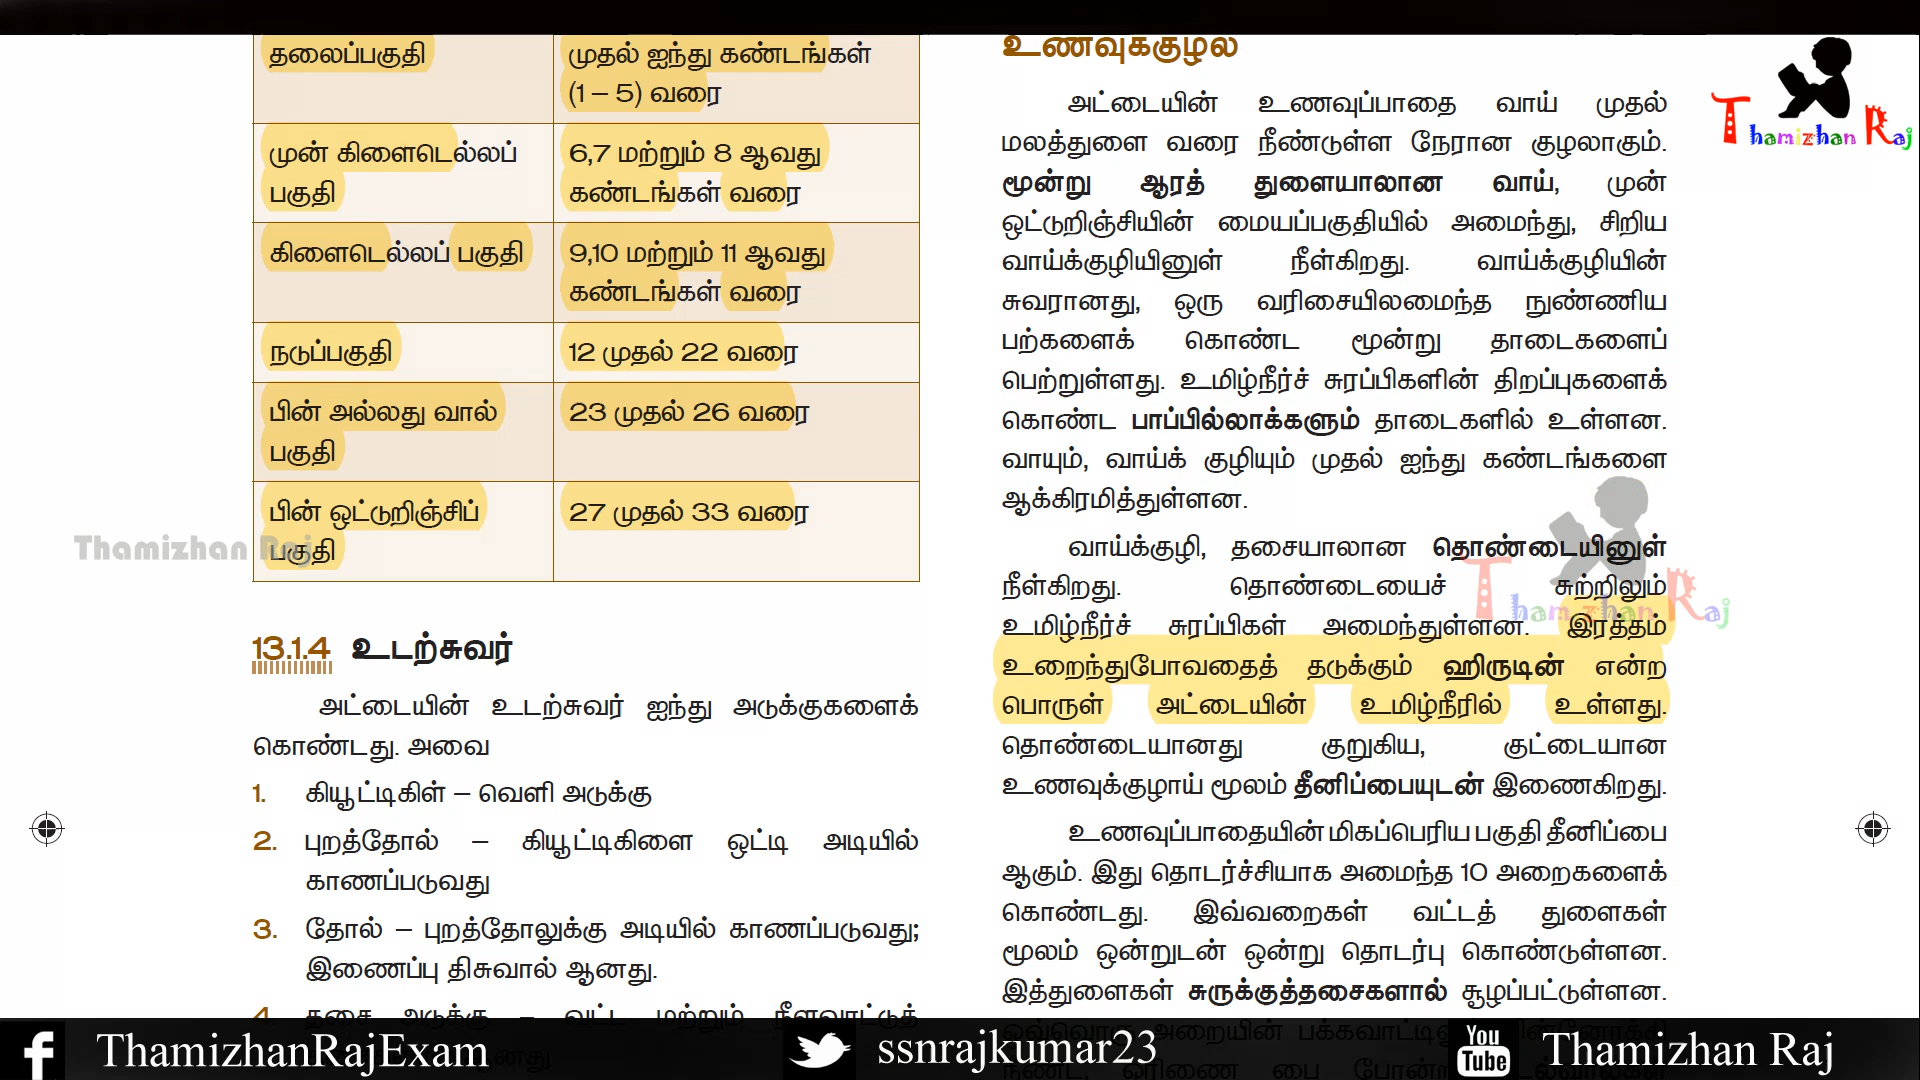 தலைப்பகுதி
முதல் ஐந்து கண்டங்கள்
(1 – 5) வரை
முன் கிளைடெல்லப்
பகுதி
6,7 மற்றும் 8 ஆவது
கண்டங்கள் வரை
கிளைடெல்லப் பகுதி
9,10 மற்றும் 11 ஆவது
கண்டங்கள் வரை
நடுப்பகுதி
12 முதல் 22 வரை
பின் அல்லது வால்
பகுதி
23 முதல் 26 வரை
பின் ஒட்டுறிஞ்சிப்
பகுதி
27 முதல் 33 வரை
Thamizhan Raj
13.1.4 உடற்சுவர்
அட்டையின் உடற்சுவர் ஐந்து அடுக்குகளைக்
கொண்டது. அவை
1. கியூட்டிகிள் – வெளி அடுக்கு
2. புறத்தோல் – கியூட்டிகிளை ஒட்டி அடியில்
காணப்படுவது
3. தோல் – புறத்தோலுக்கு அடியில் காணப்படுவது;
இணைப்பு திசுவால் ஆனது.
4. தசை அடுக்கு – வட்ட மற்றும் நீளவாட்டுத்
உணவுக்குழல்
அட்டையின் உணவுப்பாதை வாய் முதல்
மலத்துளை வரை நீண்டுள்ள நேரான குழலாகும்.
மூன்று ஆரத் துளையாலான வாய், முன்
ஒட்டுறிஞ்சியின் மையப்பகுதியில் அமைந்து, சிறிய
வாய்க்குழியினுள் நீள்கிறது. வாய்க்குழியின்
சுவரானது, ஒரு வரிசையிலமைந்த நுண்ணிய
பற்களைக் கொண்ட மூன்று தாடைகளைப்
பெற்றுள்ளது. உமிழ்நீர்ச் சுரப்பிகளின் திறப்புகளைக்
கொண்ட பாப்பில்லாக்களும் தாடைகளில் உள்ளன.
வாயும், வாய்க் குழியும் முதல் ஐந்து கண்டங்களை
ஆக்கிரமித்துள்ளன.
வாய்க்குழி, தசையாலான தொண்டையினுள்
நீள்கிறது. தொண்டையைச் சுற்றிலும்
உமிழ்நீர்ச் சுரப்பிகள் அமைந்துள்ளன. இரத்தம்
உறைந்துபோவதைத் தடுக்கும் ஹிருடின் என்ற
பொருள் அட்டையின் உமிழ்நீரில் உள்ளது.
தொண்டையானது குறுகிய, குட்டையான
உணவுக்குழாய் மூலம் தீனிப்பையுடன் இணைகிறது.
உணவுப்பாதையின் மிகப்பெரிய பகுதி தீனிப்பை
ஆகும். இது தொடர்ச்சியாக அமைந்த 10 அறைகளைக்
கொண்டது. இவ்வறைகள் வட்டத் துளைகள்
மூலம் ஒன்றுடன் ஒன்று தொடர்பு கொண்டுள்ளன.
இத்துளைகள் சுருக்குத்தசைகளால் சூழப்பட்டுள்ளன.
Thamizhan Raj
Thamizhan Raj
ThamizhanRajExam
ssnrajkumar23
You
Tube
Thamizhan Raj